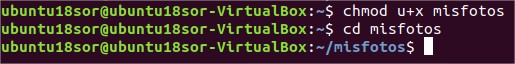 ubuntu18sor@ubuntu18sor-VirtualBox:~$ chmod u+x misfotos
ubuntu18sor@ubuntu18sor-VirtualBox:~$ cd misfotos
ubuntu18sor@ubuntu18sor-VirtualBox:~/misfotos$